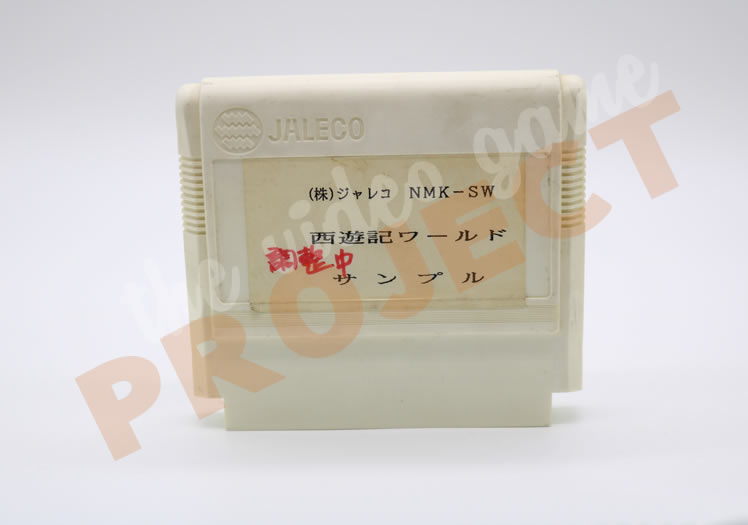 JALECO
(株)ジャレコ NMK-SW
西遊記ワールド
調整中
サンプル
the video game
PROJECT